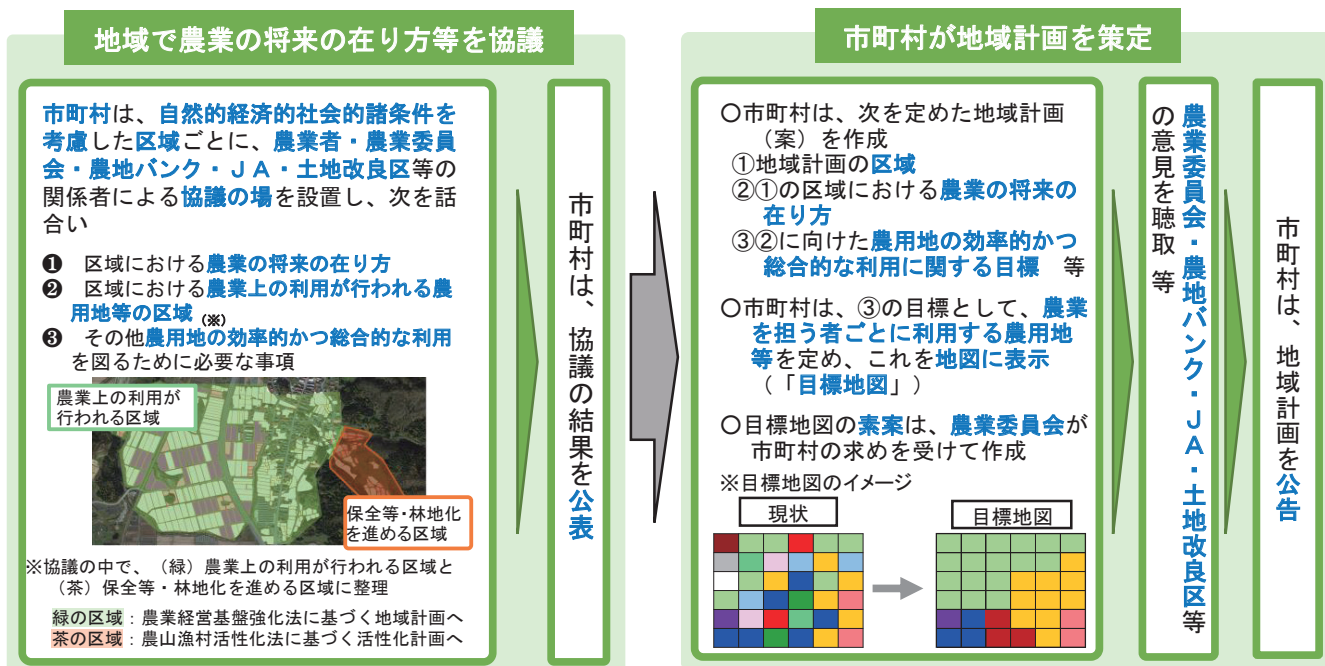 地域で農業の将来の在り方等を協議
市町村は、自然的経済的社会的諸条件を
考慮した区域ごとに、農業者・農業委員
会・農地バンク・ＪＡ・土地改良区等の
関係者による協議の場を設置し、次を話
合い
❶　区域における農業の将来の在り方
❷　区域における農業上の利用が行われる農
用地等の区域（※）
❸　その他農用地の効率的かつ総合的な利用
を図るために必要な事項
農業上の利用が
行われる区域
保全等・林地化
を進める区域
※協議の中で、（緑）農業上の利用が行われる区域と
（茶）保全等・林地化を進める区域に整理
緑の区域：農業経営基盤強化法に基づく地域計画へ
茶の区域：農山漁村活性化法に基づく活性化計画へ
市町村は、協議の結果を公表
市町村が地域計画を策定
〇市町村は、次を定めた地域計画
（案）を作成
①地域計画の区域
②①の区域における農業の将来の
在り方
③②に向けた農用地の効率的かつ
総合的な利用に関する目標　等
〇市町村は、③の目標として、農業
を担う者ごとに利用する農用地
等を定め、これを地図に表示
（「目標地図」）
〇目標地図の素案は、農業委員会が
市町村の求めを受けて作成
※目標地図のイメージ
現状
目標地図
農業委員会・農地バンク・ＪＡ・土地改良区等
の意見を聴取　等
市町村は、地域計画を公告